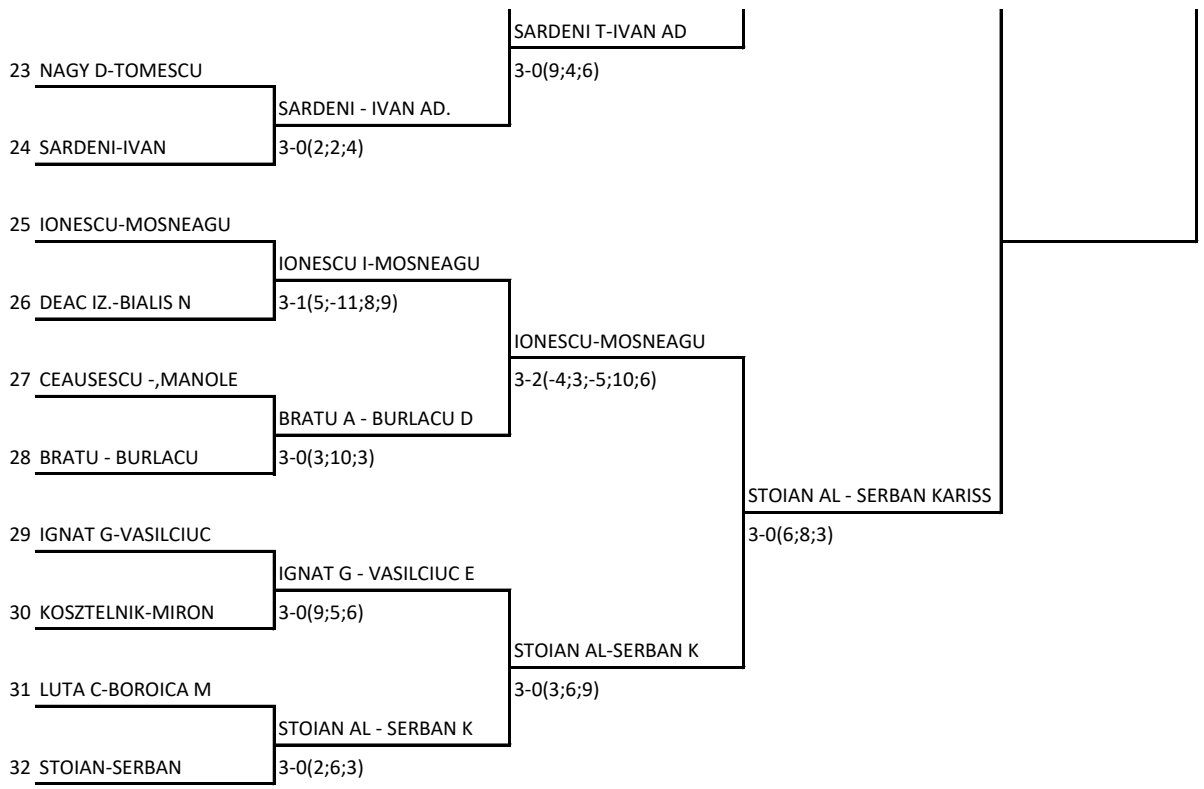 SARDENI T-IVAN AD
23 NAGY D-TOMESCU
3-0(9;4;6)
SARDENI - IVAN AD.
24 SARDENI-IVAN
3-0(2;2;4)
25 IONESCU-MOSNEAGU
IONESCU I-MOSNEAGU
26 DEAC IZ.-BIALIS N
3-1(5;-11;8;9)
IONESCU-MOSNEAGU
27 CEAUSESCU -,MANOLE
3-2(-4;3;-5;10;6)
BRATU A - BURLACU D
28 BRATU - BURLACU
3-0(3;10;3)
STOIAN AL - SERBAN KARISS
29 IGNAT G-VASILCIUC
3-0(6;8;3)
IGNAT G - VASILCIUC E
30 KOSZTELNIK-MIRON
3-0(9;5;6)
STOIAN AL-SERBAN K
31 LUTA C-BOROICA M
3-0(3;6;9)
STOIAN AL - SERBAN K
32 STOIAN-SERBAN
3-0(2;6;3)